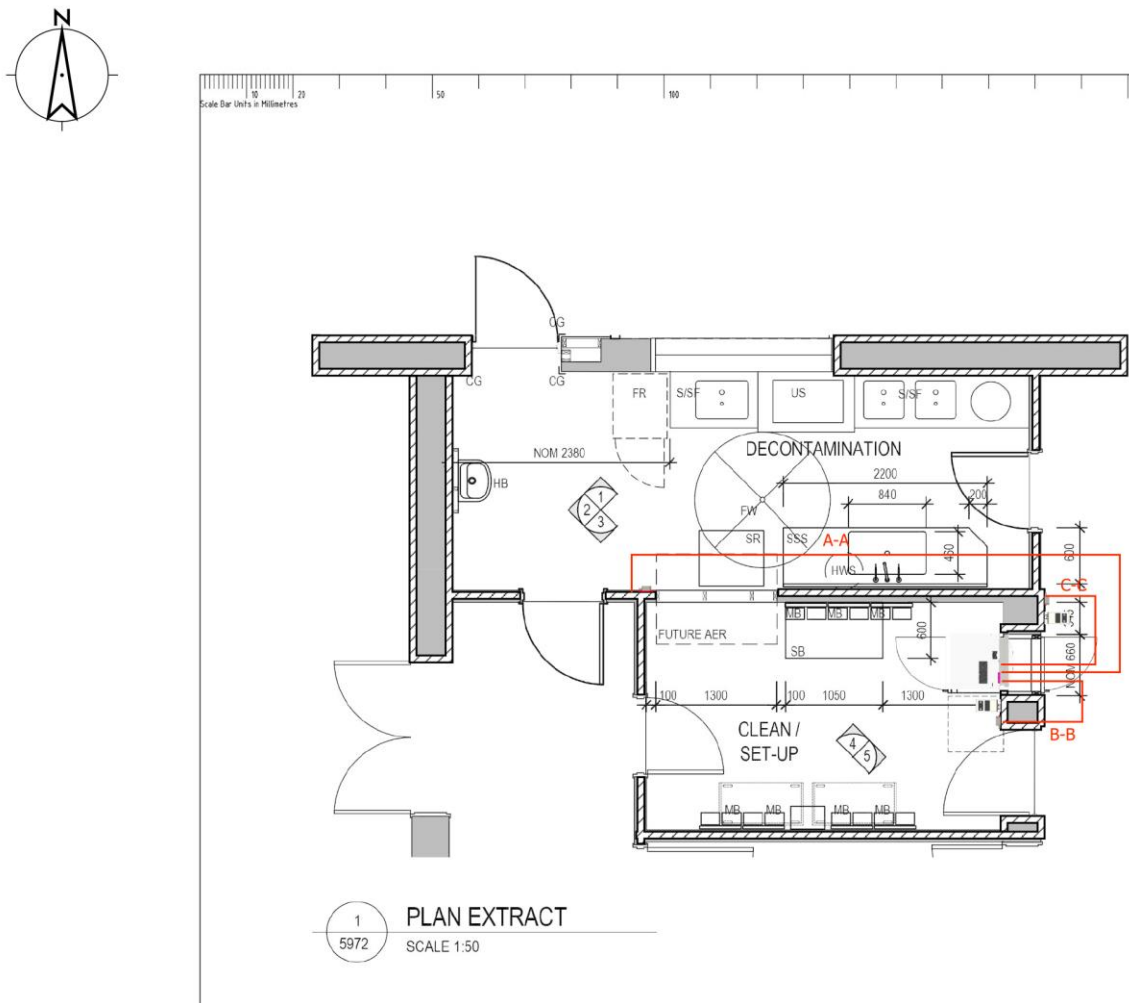 N
10 20 50 100
Scale Bar Units in Millimetres
CG
CG CG
FR S/SF US S/SF
DECONTAMINATION
NOM 2380
2200
HB
840 200
1
2
3
FW
SR SSS A-A 460 600
HWS
C-C
MB MB MB
FUTURE AER 600
SB
NOM 660
100 1300 100 1050 1300
CLEAN /
SET-UP
4
5
B-B
MB MB MB MB
1
5972
PLAN EXTRACT
SCALE 1:50